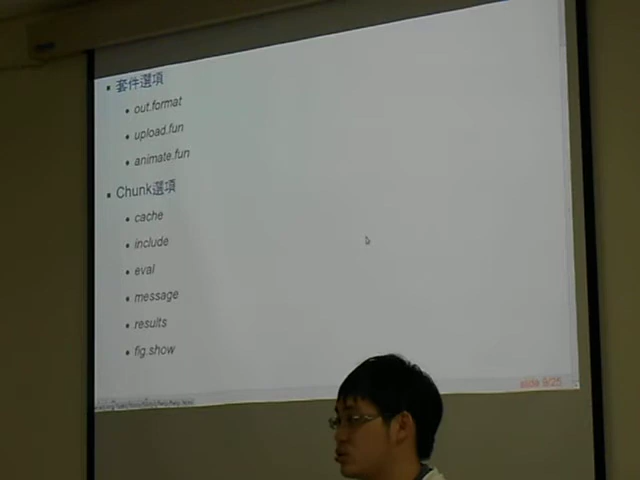 套件選項
out.format
upload.fun
animate.fun
Chunk選項
cache
include
eval
message
results
fig.show
slide 9/25